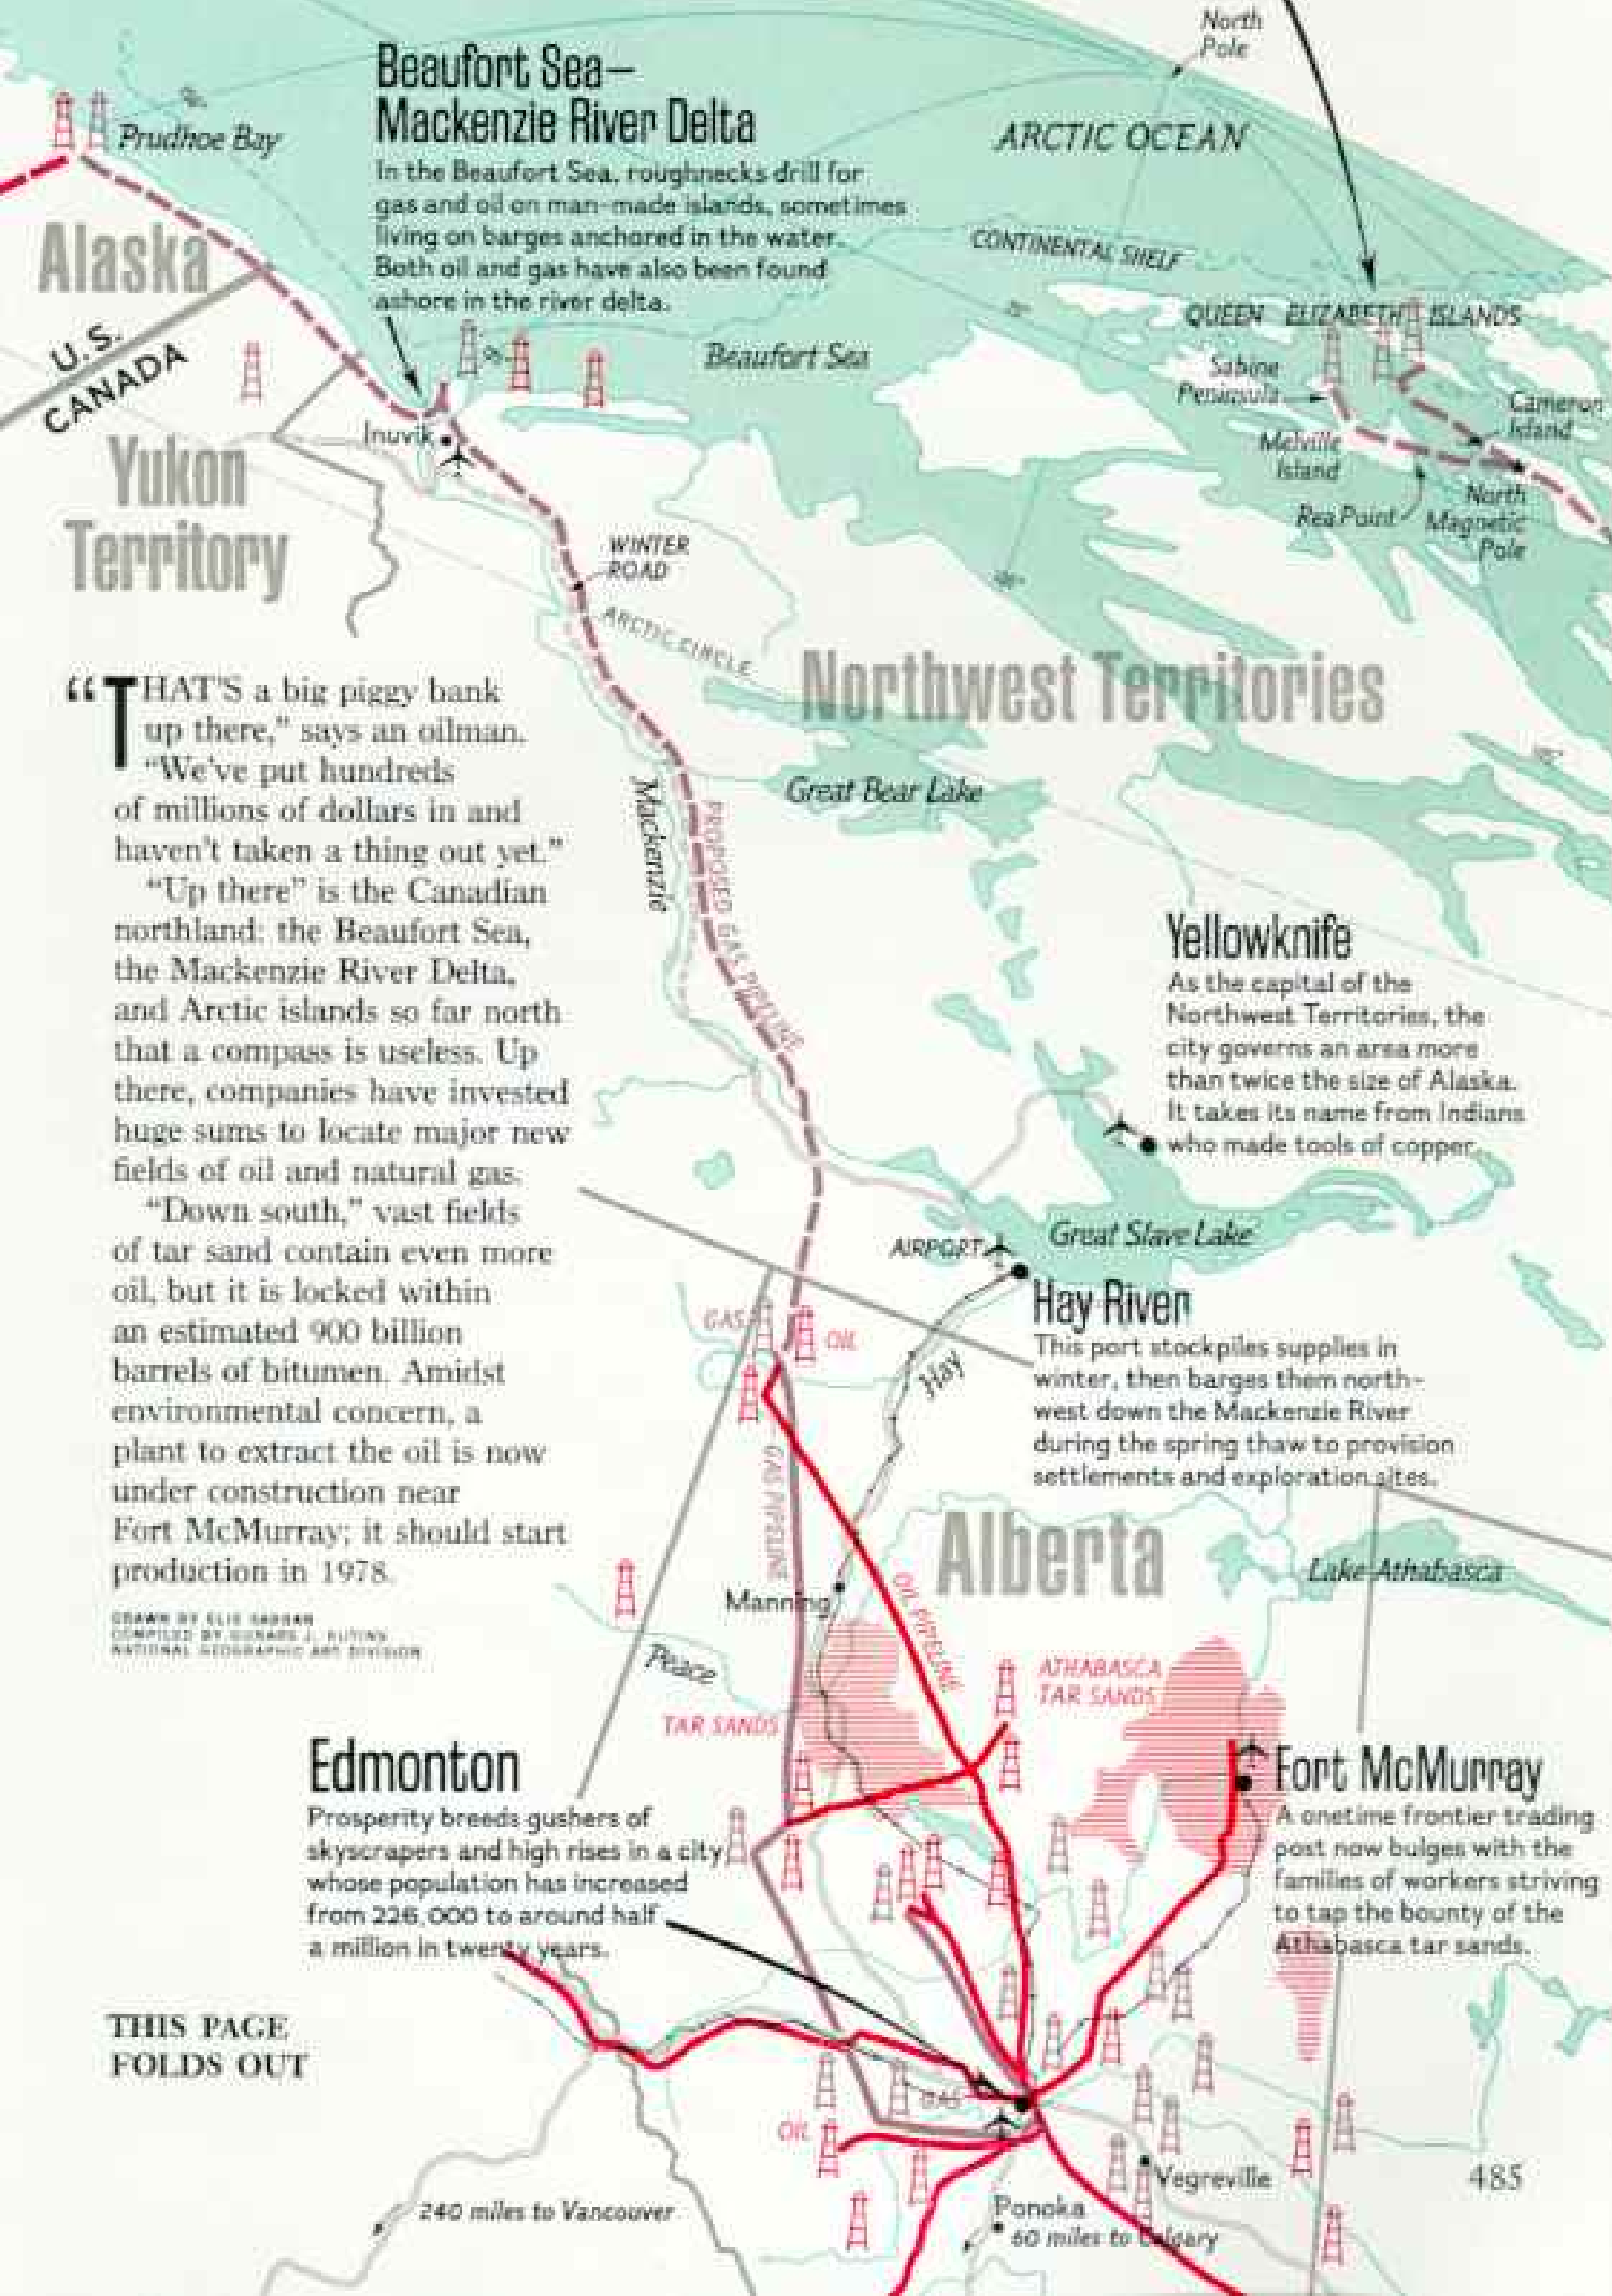 North
Pole
Beaufort Sea—
Mackenzie River Delta
In the Beaufort Sea, roughnecks drill for
gas and oil on man-made islands, sometimes
living on barges anchored in the water.
Both oil and gas have also been found
ashore in the river delta.
Prudhoe Bay
ARCTIC OCEAN
CONTINENTAL SHELF
Alaska
U.S.
CANADA
QUEEN ELIZABETH ISLANDS
Beaufort Sea
Sabine
Peninsula
Cameron
Island
Melville
Island
Rea Point
North
Magnetic
Pole
Inuvik
Yukon
Territory
WINTER
ROAD
ARCTIC CIRCLE
Northwest Territories
Great Bear Lake
Mackenzie
PROPOSED GAS PIPELINE
“THAT’S a big piggy bank
up there,” says an oilman.
“We’ve put hundreds
of millions of dollars in and
haven’t taken a thing out yet.”
“Up there” is the Canadian
northland: the Beaufort Sea,
the Mackenzie River Delta,
and Arctic islands so far north
that a compass is useless. Up
there, companies have invested
huge sums to locate major new
fields of oil and natural gas.
“Down south,” vast fields
of tar sand contain even more
oil, but it is locked within
an estimated 900 billion
barrels of bitumen. Amidst
environmental concern, a
plant to extract the oil is now
under construction near
Fort McMurray; it should start
production in 1978.
COMPILED BY
NATIONAL GEOGRAPHIC ART DIVISION
Yellowknife
As the capital of the
Northwest Territories, the
city governs an area more
than twice the size of Alaska.
It takes its name from Indians
who made tools of copper.
AIRPORT
Great Slave Lake
Hay River
This port stockpiles supplies in
winter, then barges them north-
west down the Mackenzie River
during the spring thaw to provision
settlements and exploration sites.
GAS
OIL
Hay
GAS PIPELINE
Alberta
Lake Athabasca
Manning
OIL PIPELINE
Peace
TAR SANDS
ATHABASCA
TAR SANDS
Edmonton
Prosperity breeds gushers of
skyscrapers and high rises in a city
whose population has increased
from 226,000 to around half
a million in twenty years.
Fort McMurray
A onetime frontier trading
post now bulges with the
families of workers striving
to tap the bounty of the
Athabasca tar sands.
THIS PAGE
FOLDS OUT
GAS
OIL
Vegreville
485
240 miles to Vancouver
Ponoka
60 miles to Calgary